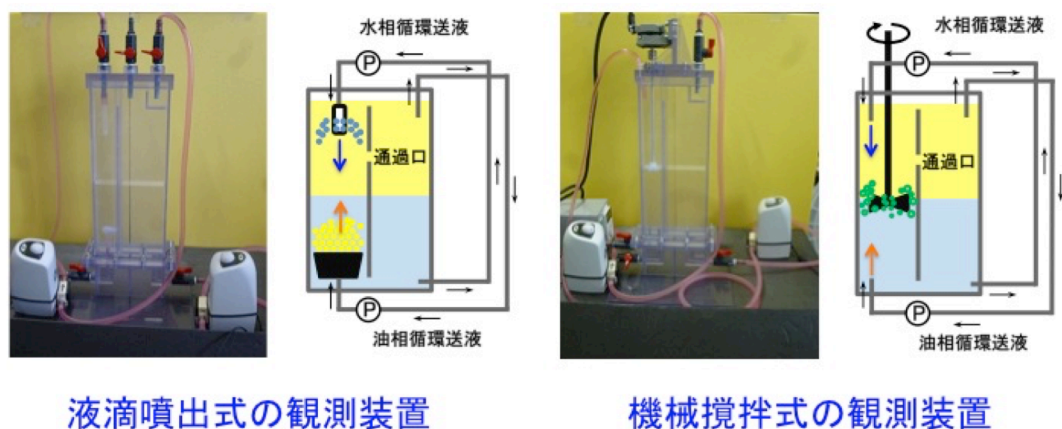 水相循環送液
P
通過口
P
油相循環送液
水相循環送液
P
通過口
P
油相循環送液
液滴噴出式の観測装置
機械撹拌式の観測装置